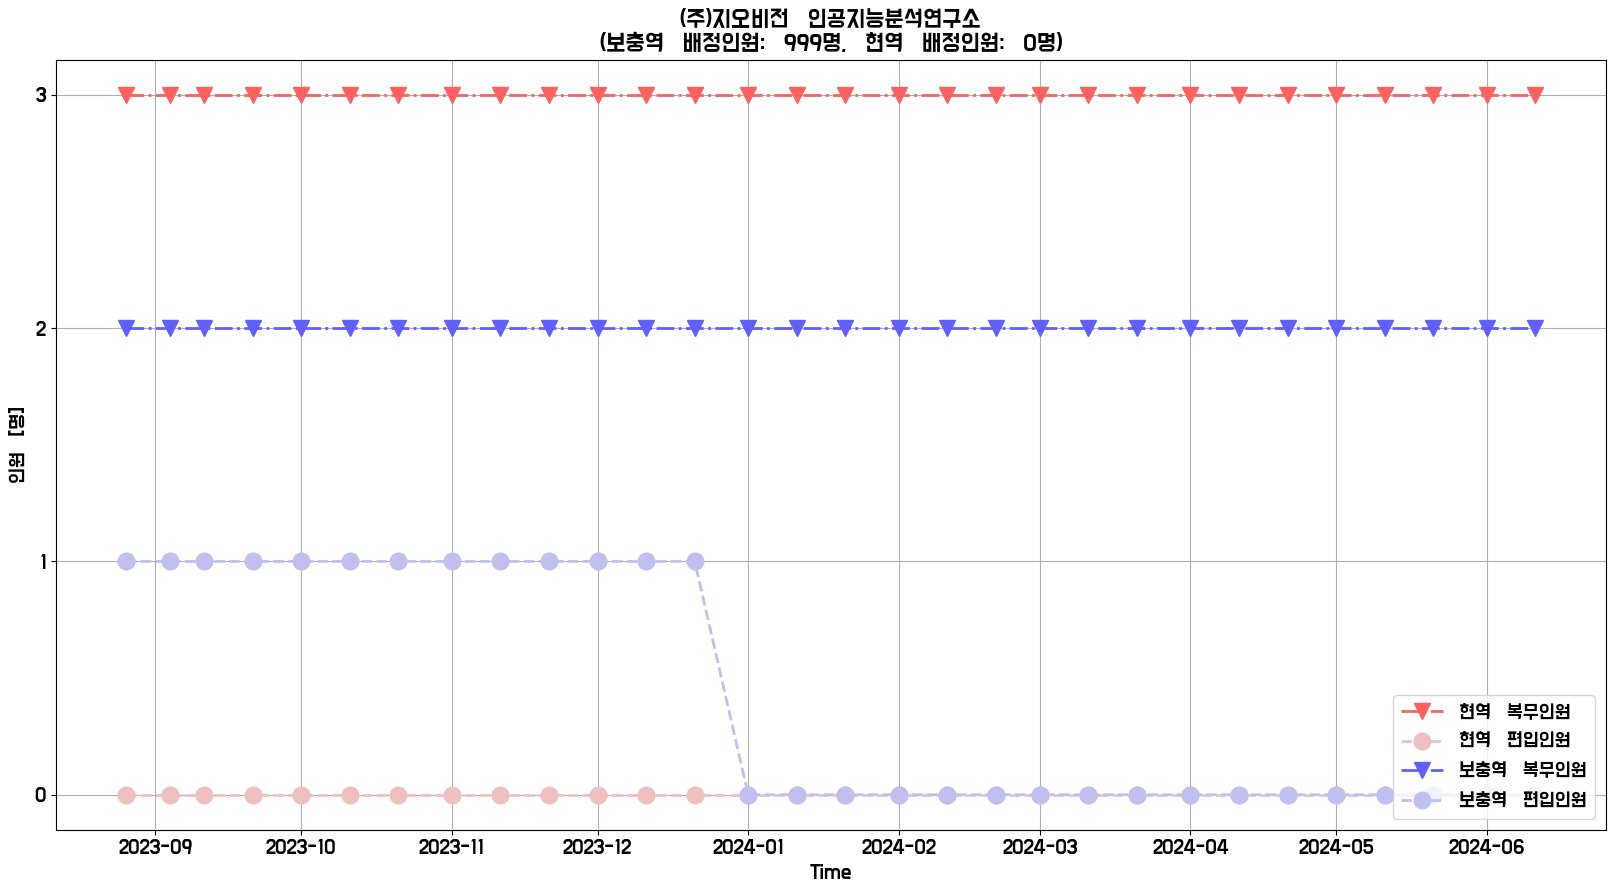 (주)지오비전 인공지능분석연구소
(보충역 배정인원: 999명, 현역 배정인원: 0명)
3
2
1
0
인원 [명]
2023-09 2023-10 2023-11 2023-12 2024-01 2024-02 2024-03 2024-04 2024-05 2024-06
Time
현역 복무인원
현역 편입인원
보충역 복무인원
보충역 편입인원